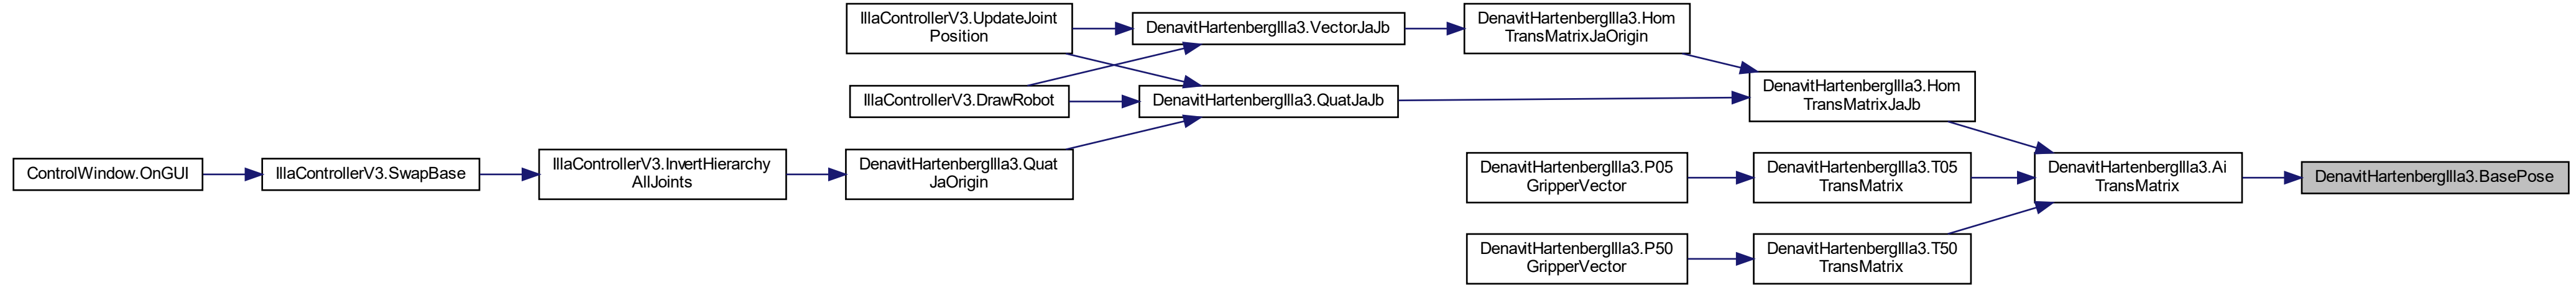 IllaControllerV3.UpdateJoint
Position
DenavitHartenbergIlla3.VectorJaJb
DenavitHartenbergIlla3.Hom
TransMatrixJaOrigin
IllaControllerV3.DrawRobot
DenavitHartenbergIlla3.QuatJaJb
DenavitHartenbergIlla3.Hom
TransMatrixJaJb
ControlWindow.OnGUI
IllaControllerV3.SwapBase
IllaControllerV3.InvertHierarchy
AllJoints
DenavitHartenbergIlla3.Quat
JaOrigin
DenavitHartenbergIlla3.P05
GripperVector
DenavitHartenbergIlla3.T05
TransMatrix
DenavitHartenbergIlla3.Ai
TransMatrix
DenavitHartenbergIlla3.BasePose
DenavitHartenbergIlla3.P50
GripperVector
DenavitHartenbergIlla3.T50
TransMatrix